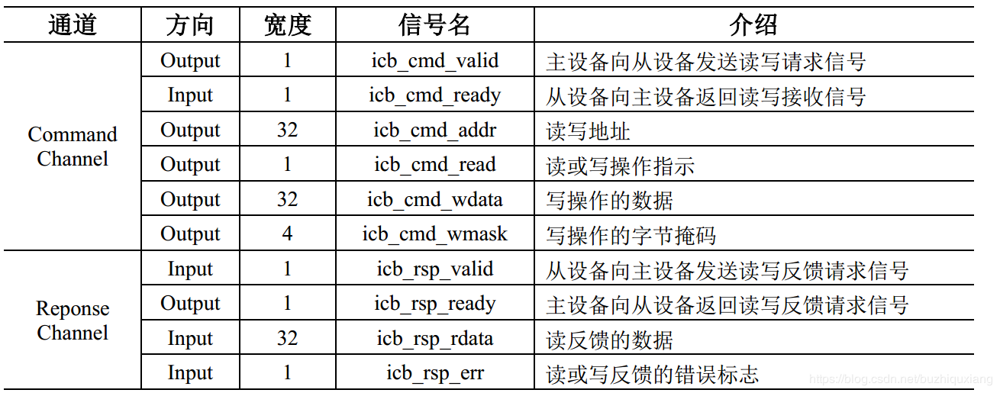 通道 方向 宽度 信号名 介绍
Output 1 icb_cmd_valid 主设备向从设备发送读写请求信号
Input 1 icb_cmd_ready 从设备向主设备返回读写接收信号
Command Channel
Output 32 icb_cmd_addr 读写地址
Output 1 icb_cmd_read 读或写操作指示
Output 32 icb_cmd_wdata 写操作的数据
Output 4 icb_cmd_wmask 写操作的字节掩码
Input 1 icb_rsp_valid 从设备向主设备发送读写反馈请求信号
Reponse Channel
Output 1 icb_rsp_ready 主设备向从设备返回读写反馈请求信号
Input 32 icb_rsp_rdata 读反馈的数据
Input 1 icb_rsp_err 读或写反馈的错误标志
https://blog.csdn.net/buzhiquxiang